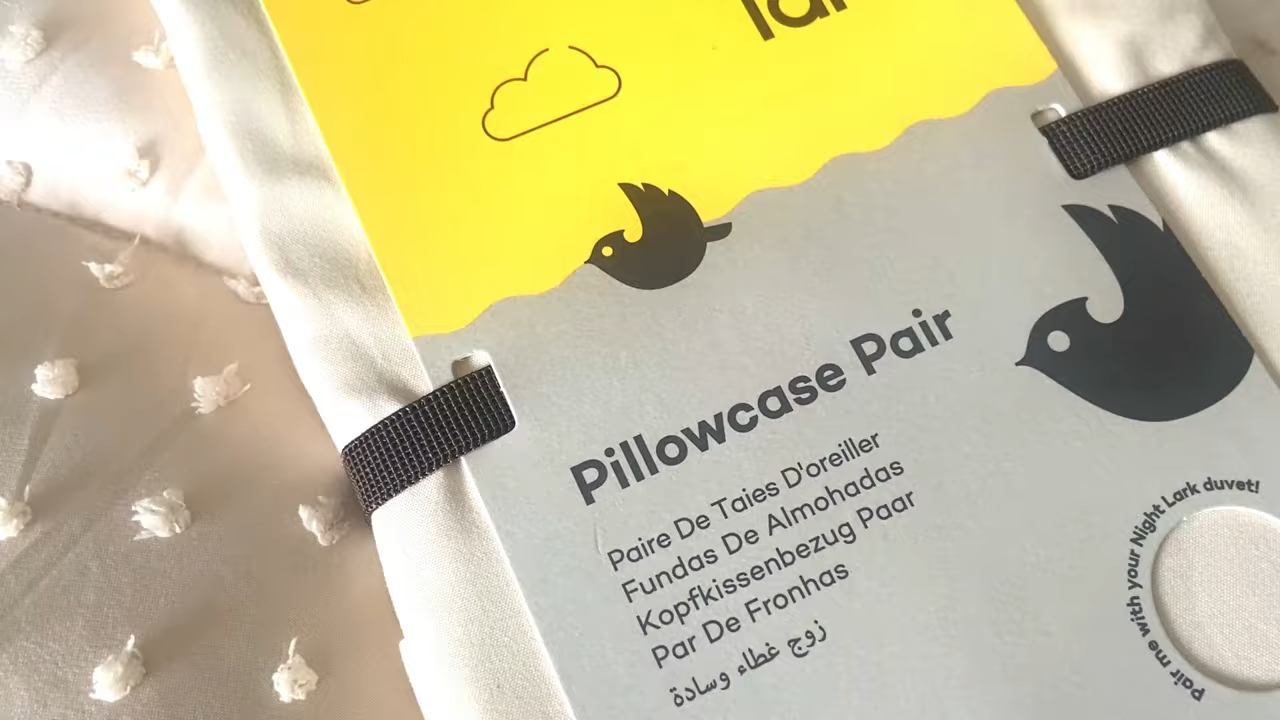 Pillowcase Pair
Paire De Taies D'oreiller
Fundas De Almohadas
Kopfkissenbezug Paar
Par De Fronhas
زوج غطاء وسادة
Pair me with your Night Lark duvet!